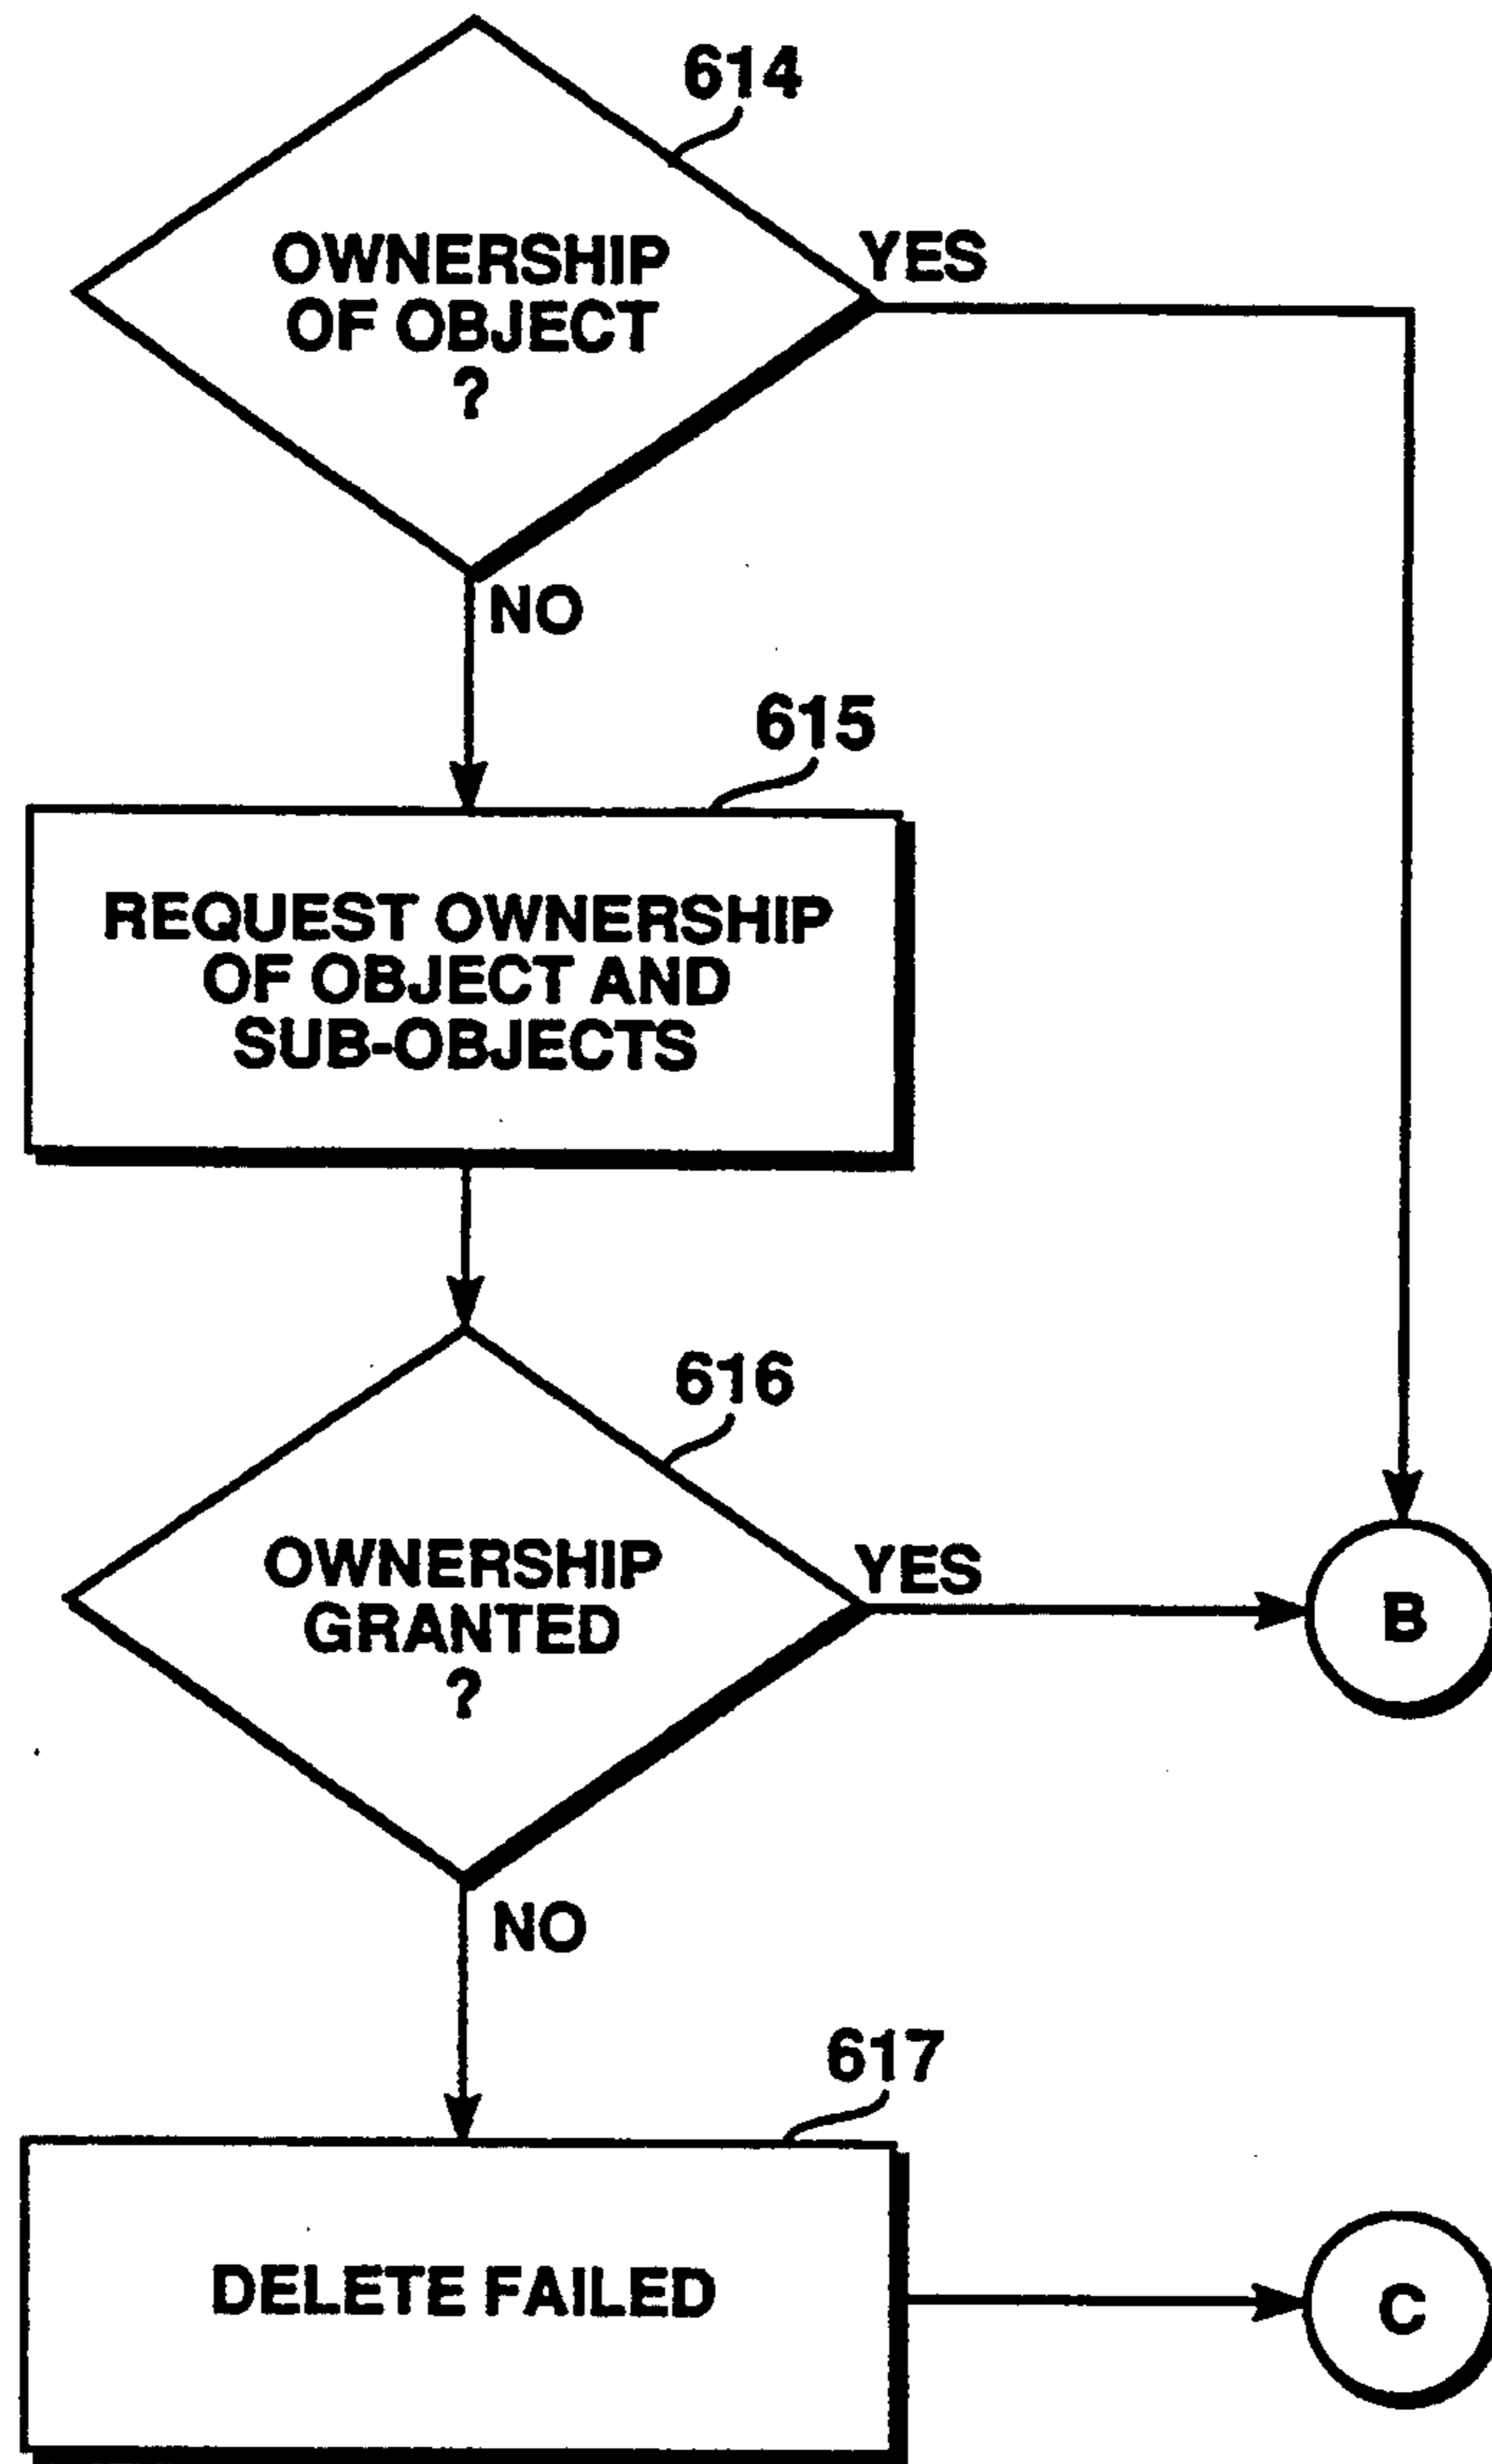 614
OWNERSHIP
OF OBJECT
?
YES
NO
615
REQUEST OWNERSHIP
OF OBJECT AND
SUB-OBJECTS
616
OWNERSHIP
GRANTED
?
YES
B
NO
617
DELETE FAILED
C